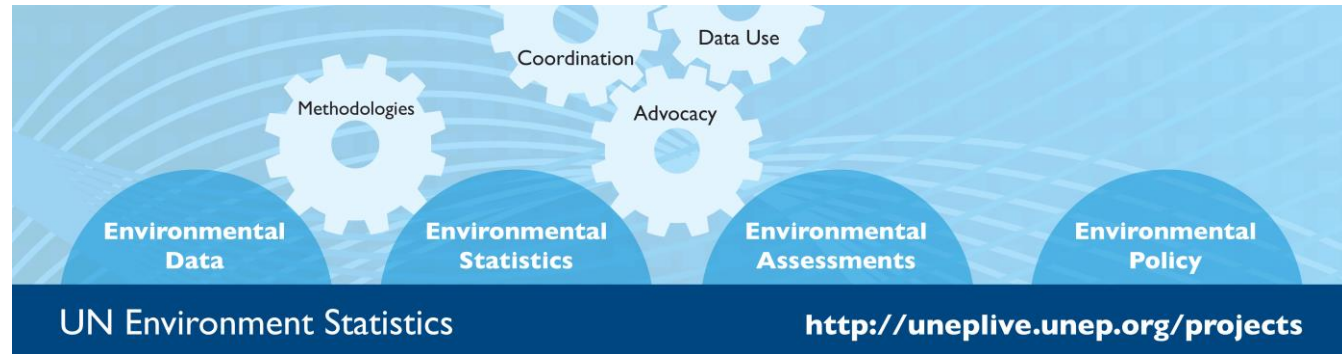 Data Use
Coordination
Methodologies
Advocacy
Environmental
Data
Environmental
Statistics
Environmental
Assessments
Environmental
Policy
UN Environment Statistics
http://uneplive.unep.org/projects